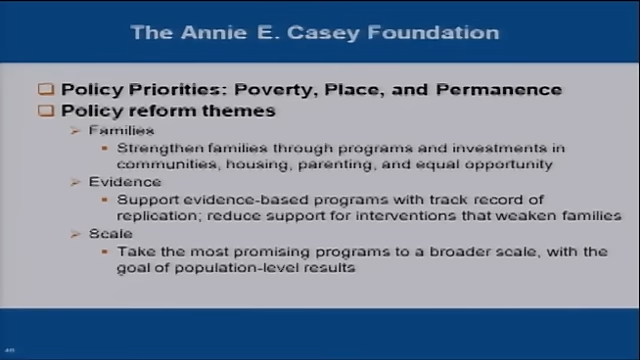 The Annie E. Casey Foundation
Policy Priorities: Poverty, Place, and Permanence
Policy reform themes
Families
Strengthen families through programs and investments in
communities, housing, parenting, and equal opportunity
Evidence
Support evidence-based programs with track record of
replication; reduce support for interventions that weaken families
Scale
Take the most promising programs to a broader scale, with the
goal of population-level results